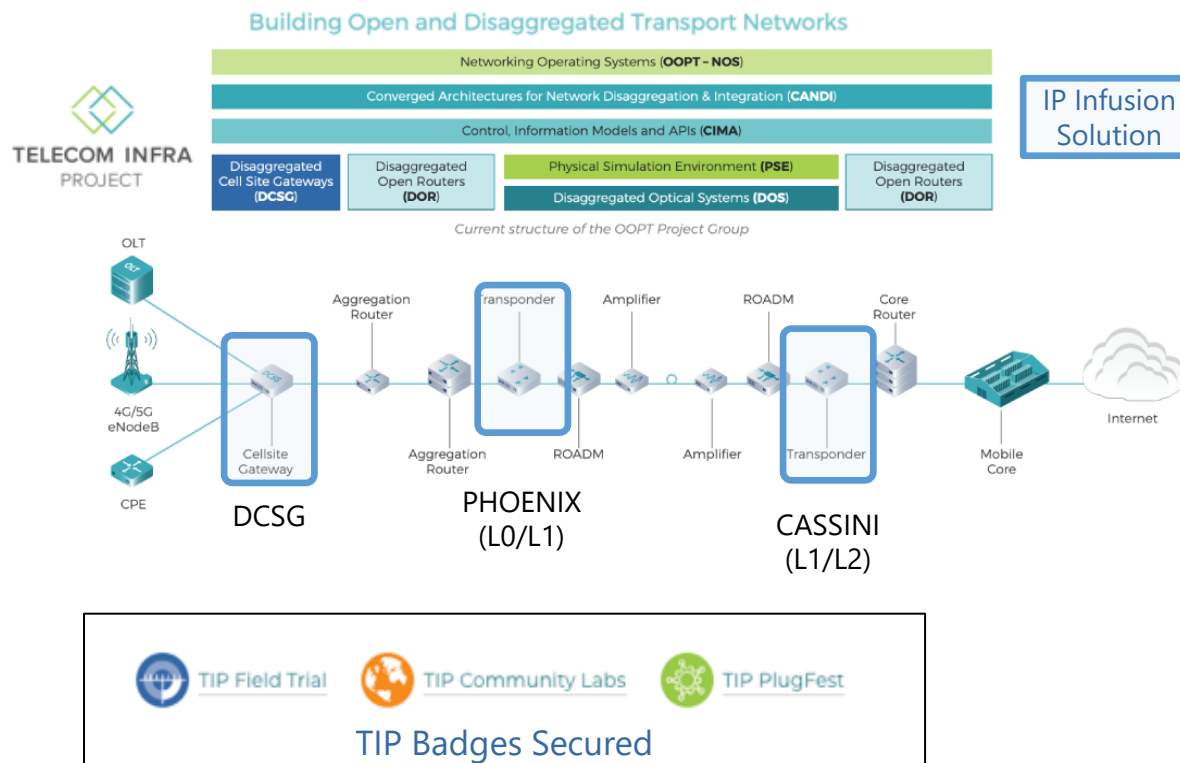 Building Open and Disaggregated Transport Networks
Networking Operating Systems (OOPT – NOS)
Converged Architectures for Network Disaggregation & Integration (CANDI)
Control, Information Models and APIs (CIMA)
IP Infusion
Solution
TELECOM INFRA
PROJECT
Disaggregated
Cell Site Gateways
(DCSG)
Disaggregated
Open Routers
(DOR)
Physical Simulation Environment (PSE)
Disaggregated Optical Systems (DOS)
Disaggregated
Open Routers
(DOR)
Current structure of the OOPT Project Group
OLT
OLT
Aggregation
Router
Transponder
Amplifier
ROADM
Core
Router
DCSG
4G/5G
eNodeB
Internet
Cellsite
Gateway
Aggregation
Router
ROADM
Amplifier
Transponder
Mobile
Core
CPE
DCSG
PHOENIX
(L0/L1)
CASSINI
(L1/L2)
TIP Field Trial
TIP Community Labs
TIP PlugFest
TIP Badges Secured